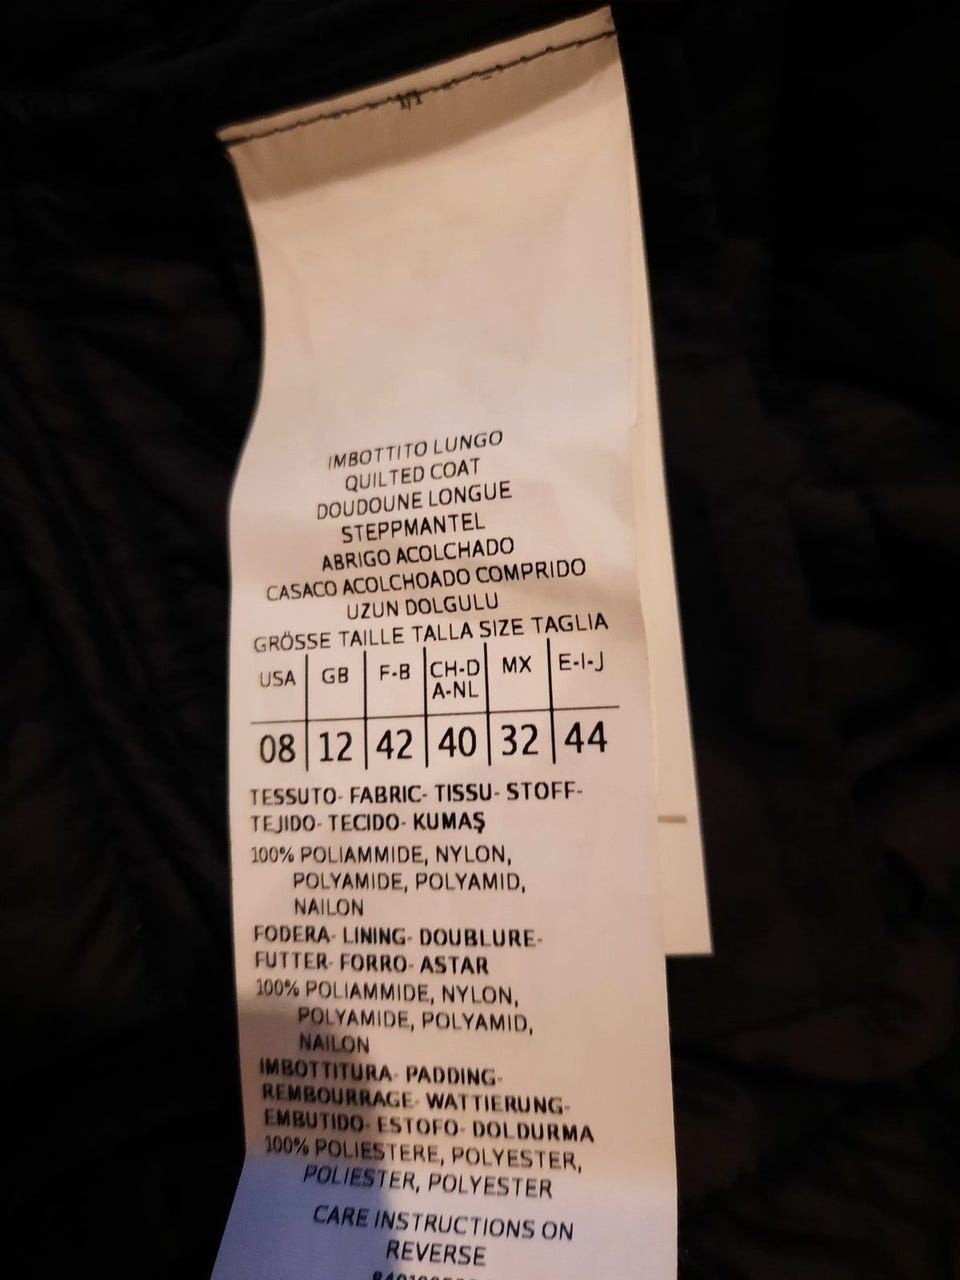 IMBOTTITO LUNGO
QUILTED COAT
DOUDOUNE LONGUE
STEPPMANTEL
ABRIGO ACOLCHADO
CASACO ACOLCHOADO COMPRIDO
UZUN DOLGULU
GRÖSSE TAILLE TALLA SIZE TAGLIA
USA GB F-B CH-D A-NL MX E-I-J
08 12 42 40 32 44
TESSUTO- FABRIC- TISSU- STOFF-
TEJIDO- TECIDO- KUMAŞ
100% POLIAMMIDE, NYLON,
POLYAMIDE, POLYAMID,
NAILON
FODERA- LINING- DOUBLURE-
FUTTER- FORRO- ASTAR
100% POLIAMMIDE, NYLON,
POLYAMIDE, POLYAMID,
NAILON
IMBOTTITURA- PADDING-
REMBOURRAGE- WATTIERUNG-
EMBUTIDO- ESTOFO- DOLDURMA
100% POLIESTERE, POLYESTER,
POLIESTER, POLYESTER
CARE INSTRUCTIONS ON
REVERSE